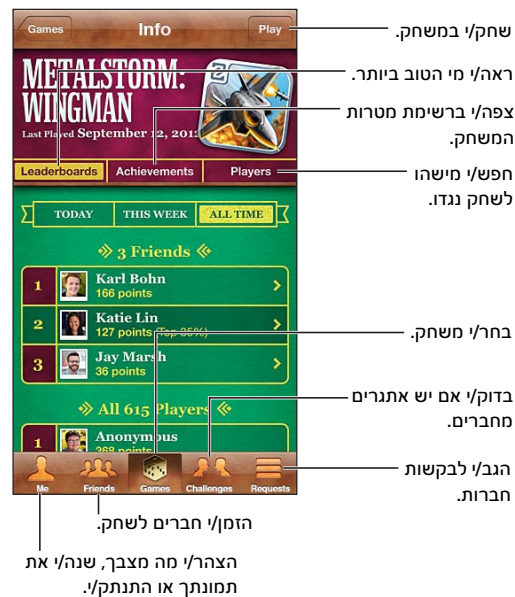 Games
Info
Play
METALSTORM:
WINGMAN
Last Played September 12, 2012
Leaderboards
Achievements
Players
TODAY
THIS WEEK
ALL TIME
3 Friends
1
Karl Bohn
166 points
2
Katie Lin
127 points (Top 35%)
3
Jay Marsh
36 points
All 615 Players
1
Anonymous
368 points
Me
Friends
Games
Challenges
Requests
שחק/י במשחק.
ראה/י מי הטוב ביותר.
צפה/י ברשימת מטרות
המשחק.
חפש/י מישהו
לשחק נגדו.
בחר/י משחק.
בדוק/י אם יש אתגרים
מחברים.
הגב/י לבקשות
חברות.
הזמן/י חברים לשחק.
הצהר/י מה מצבך, שנה/י את
תמונתך או התנתק/י.